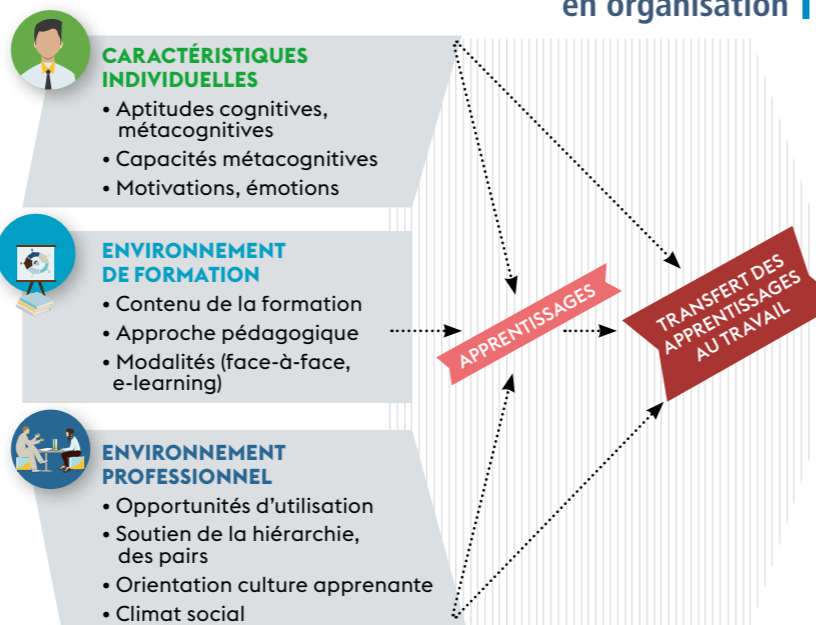 en organisation
CARACTÉRISTIQUES
INDIVIDUELLES
• Aptitudes cognitives,
métacognitives
• Capacités métacognitives
• Motivations, émotions
ENVIRONNEMENT
DE FORMATION
• Contenu de la formation
• Approche pédagogique
• Modalités (face-à-face,
e-learning)
ENVIRONNEMENT
PROFESSIONNEL
• Opportunités d’utilisation
• Soutien de la hiérarchie,
des pairs
• Orientation culture apprenante
• Climat social
APPRENTISSAGES
TRANSFERT DES
APPRENTISSAGES
AU TRAVAIL